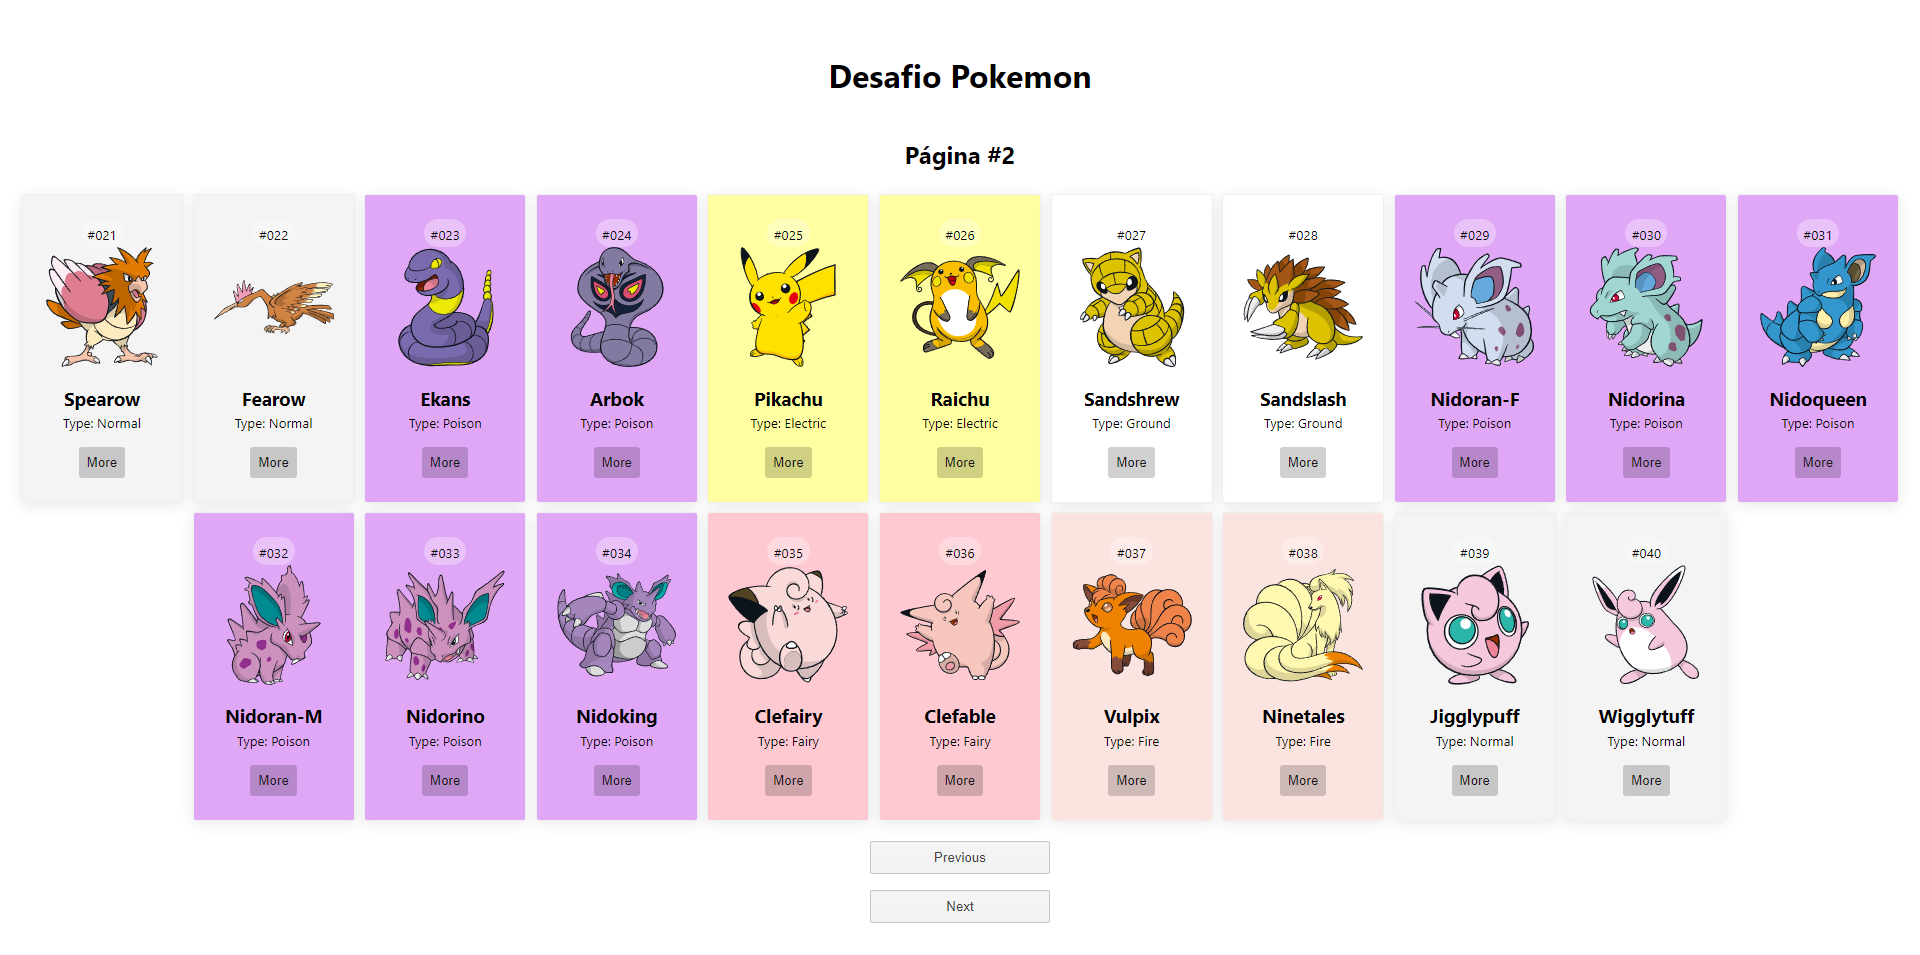 Desafio Pokemon
Página #2
#021
Spearow
Type: Normal
More
#022
Fearow
Type: Normal
More
#023
Ekans
Type: Poison
More
#024
Arbok
Type: Poison
More
#025
Pikachu
Type: Electric
More
#026
Raichu
Type: Electric
More
#027
Sandshrew
Type: Ground
More
#028
Sandslash
Type: Ground
More
#029
Nidoran-F
Type: Poison
More
#030
Nidorina
Type: Poison
More
#031
Nidoqueen
Type: Poison
More
#032
Nidoran-M
Type: Poison
More
#033
Nidorino
Type: Poison
More
#034
Nidoking
Type: Poison
More
#035
Clefairy
Type: Fairy
More
#036
Clefable
Type: Fairy
More
#037
Vulpix
Type: Fire
More
#038
Ninetales
Type: Fire
More
#039
Jigglypuff
Type: Normal
More
#040
Wigglytuff
Type: Normal
More
Previous
Next